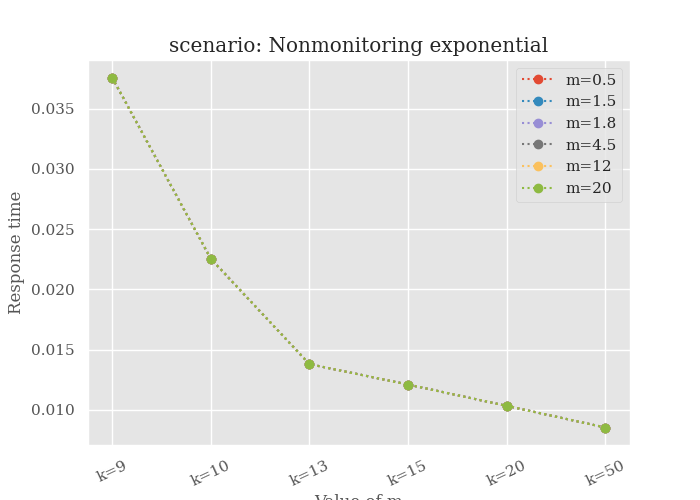 scenario: Nonmonitoring exponential
m=0.5
m=1.5
m=1.8
m=4.5
m=12
m=20
Response time
0.035
0.030
0.025
0.020
0.015
0.010
k=9
k=10
k=13
k=15
k=20
k=50
Value of m